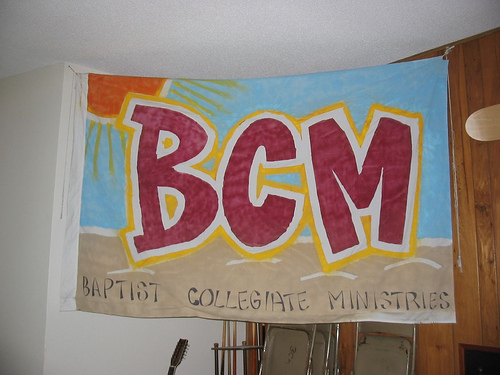 BCM
BAPTIST COLLEGIATE MINISTRIES